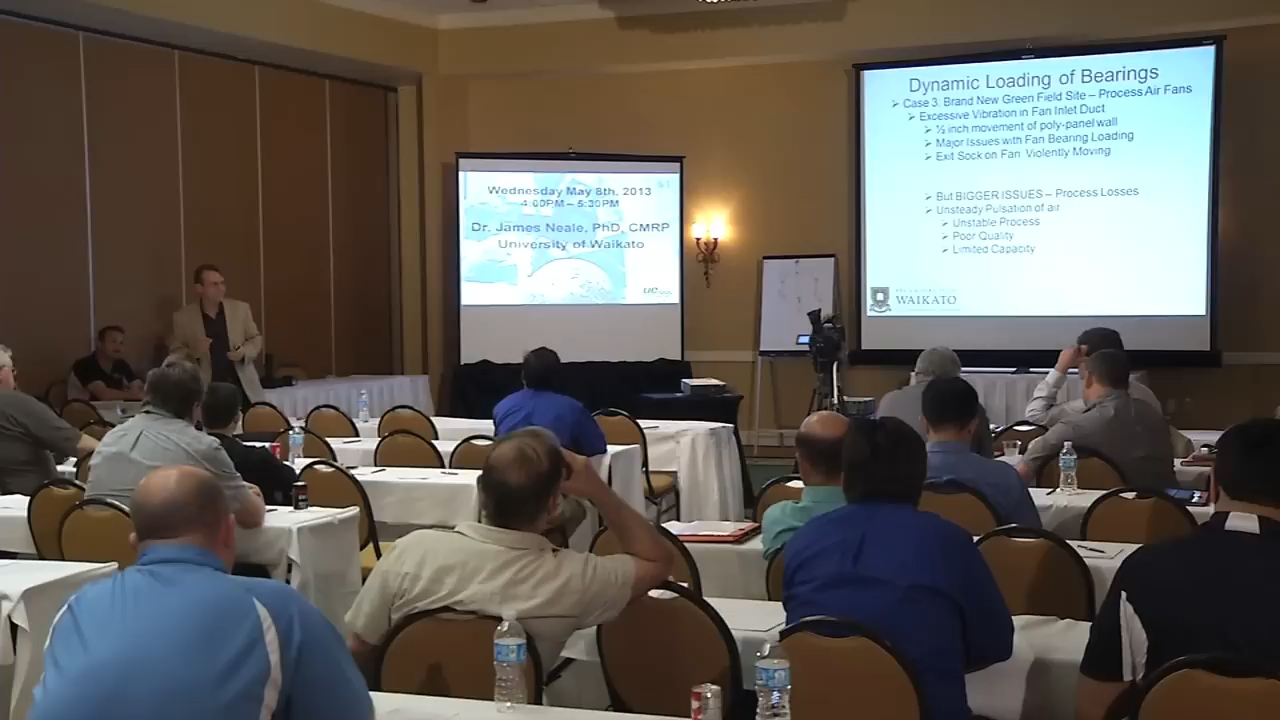 Wednesday May 8th, 2013
4:00PM – 5:30PM
Dr. James Neale, PhD, CMRP
University of Waikato
Dynamic Loading of Bearings
➤ Case 3: Brand New Green Field Site – Process Air Fans
➤ Excessive Vibration in Fan Inlet Duct
➤ ½ inch movement of poly-panel wall
➤ Major Issues with Fan Bearing Loading
➤ Exit Sock on Fan Violently Moving
➤ But BIGGER ISSUES – Process Losses
➤ Unsteady Pulsation of air
➤ Unstable Process
➤ Poor Quality
➤ Limited Capacity
WAIKATO